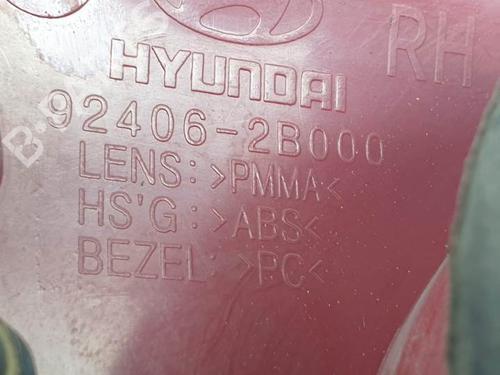 RH
HYUNDAI
92406-2B000
LENS: >PMMA<
HS'G: >ABS<
BEZEL: >PC<